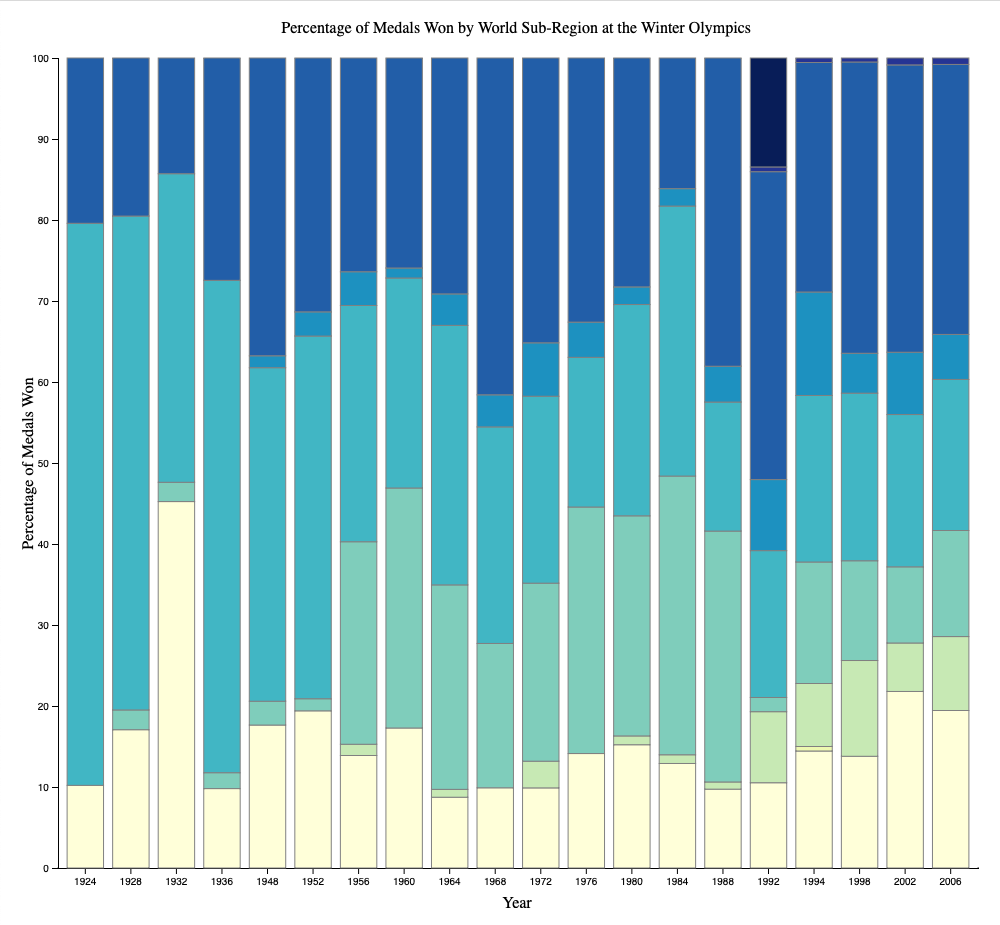 Percentage of Medals Won by World Sub-Region at the Winter Olympics
100
90
80
70
60
50
40
30
20
10
0
Percentage of Medals Won
1924 1928 1932 1936 1948 1952 1956 1960 1964 1968 1972 1976 1980 1984 1988 1992 1994 1998 2002 2006
Year